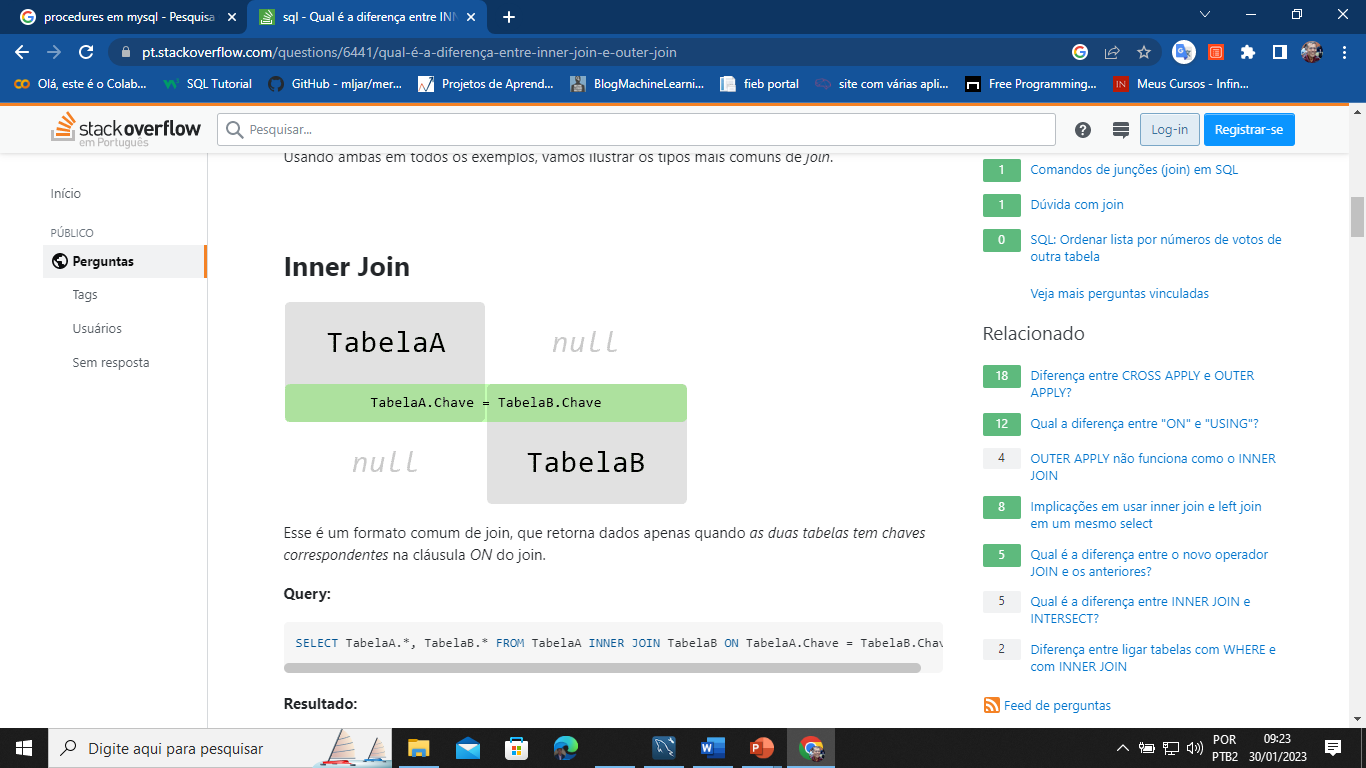 procedures em mysql - Pesquisa
sql - Qual é a diferença entre INN
pt.stackoverflow.com/questions/6441/qual-é-a-diferença-entre-inner-join-e-outer-join
Olá, este é o Colab...
SQL Tutorial
GitHub - mljar/mer...
Projetos de Aprend...
BlogMachineLearni...
fieb portal
site com várias apli...
Free Programming...
Meus Cursos - Infin...
stackoverflow
em Português
Pesquisar...
Log-in
Registrar-se
Início
PÚBLICO
Perguntas
Tags
Usuários
Sem resposta
Usando ambas em todos os exemplos, vamos ilustrar os tipos mais comuns de join.
Inner Join
TabelaA
null
TabelaA.Chave = TabelaB.Chave
null
TabelaB
Esse é um formato comum de join, que retorna dados apenas quando as duas tabelas tem chaves
correspondentes na cláusula ON do join.
Query:
SELECT TabelaA.*, TabelaB.* FROM TabelaA INNER JOIN TabelaB ON TabelaA.Chave = TabelaB.Chav
Resultado:
1 Comandos de junções (join) em SQL
1 Dúvida com join
0 SQL: Ordenar lista por números de votos de
outra tabela
Veja mais perguntas vinculadas
Relacionado
18 Diferença entre CROSS APPLY e OUTER
APPLY?
12 Qual a diferença entre "ON" e "USING"?
4 OUTER APPLY não funciona como o INNER
JOIN
8 Implicações em usar inner join e left join
em um mesmo select
5 Qual é a diferença entre o novo operador
JOIN e os anteriores?
5 Qual é a diferença entre INNER JOIN e
INTERSECT?
2 Diferença entre ligar tabelas com WHERE e
com INNER JOIN
Feed de perguntas
Digite aqui para pesquisar
POR
PTB2
09:23
30/01/2023